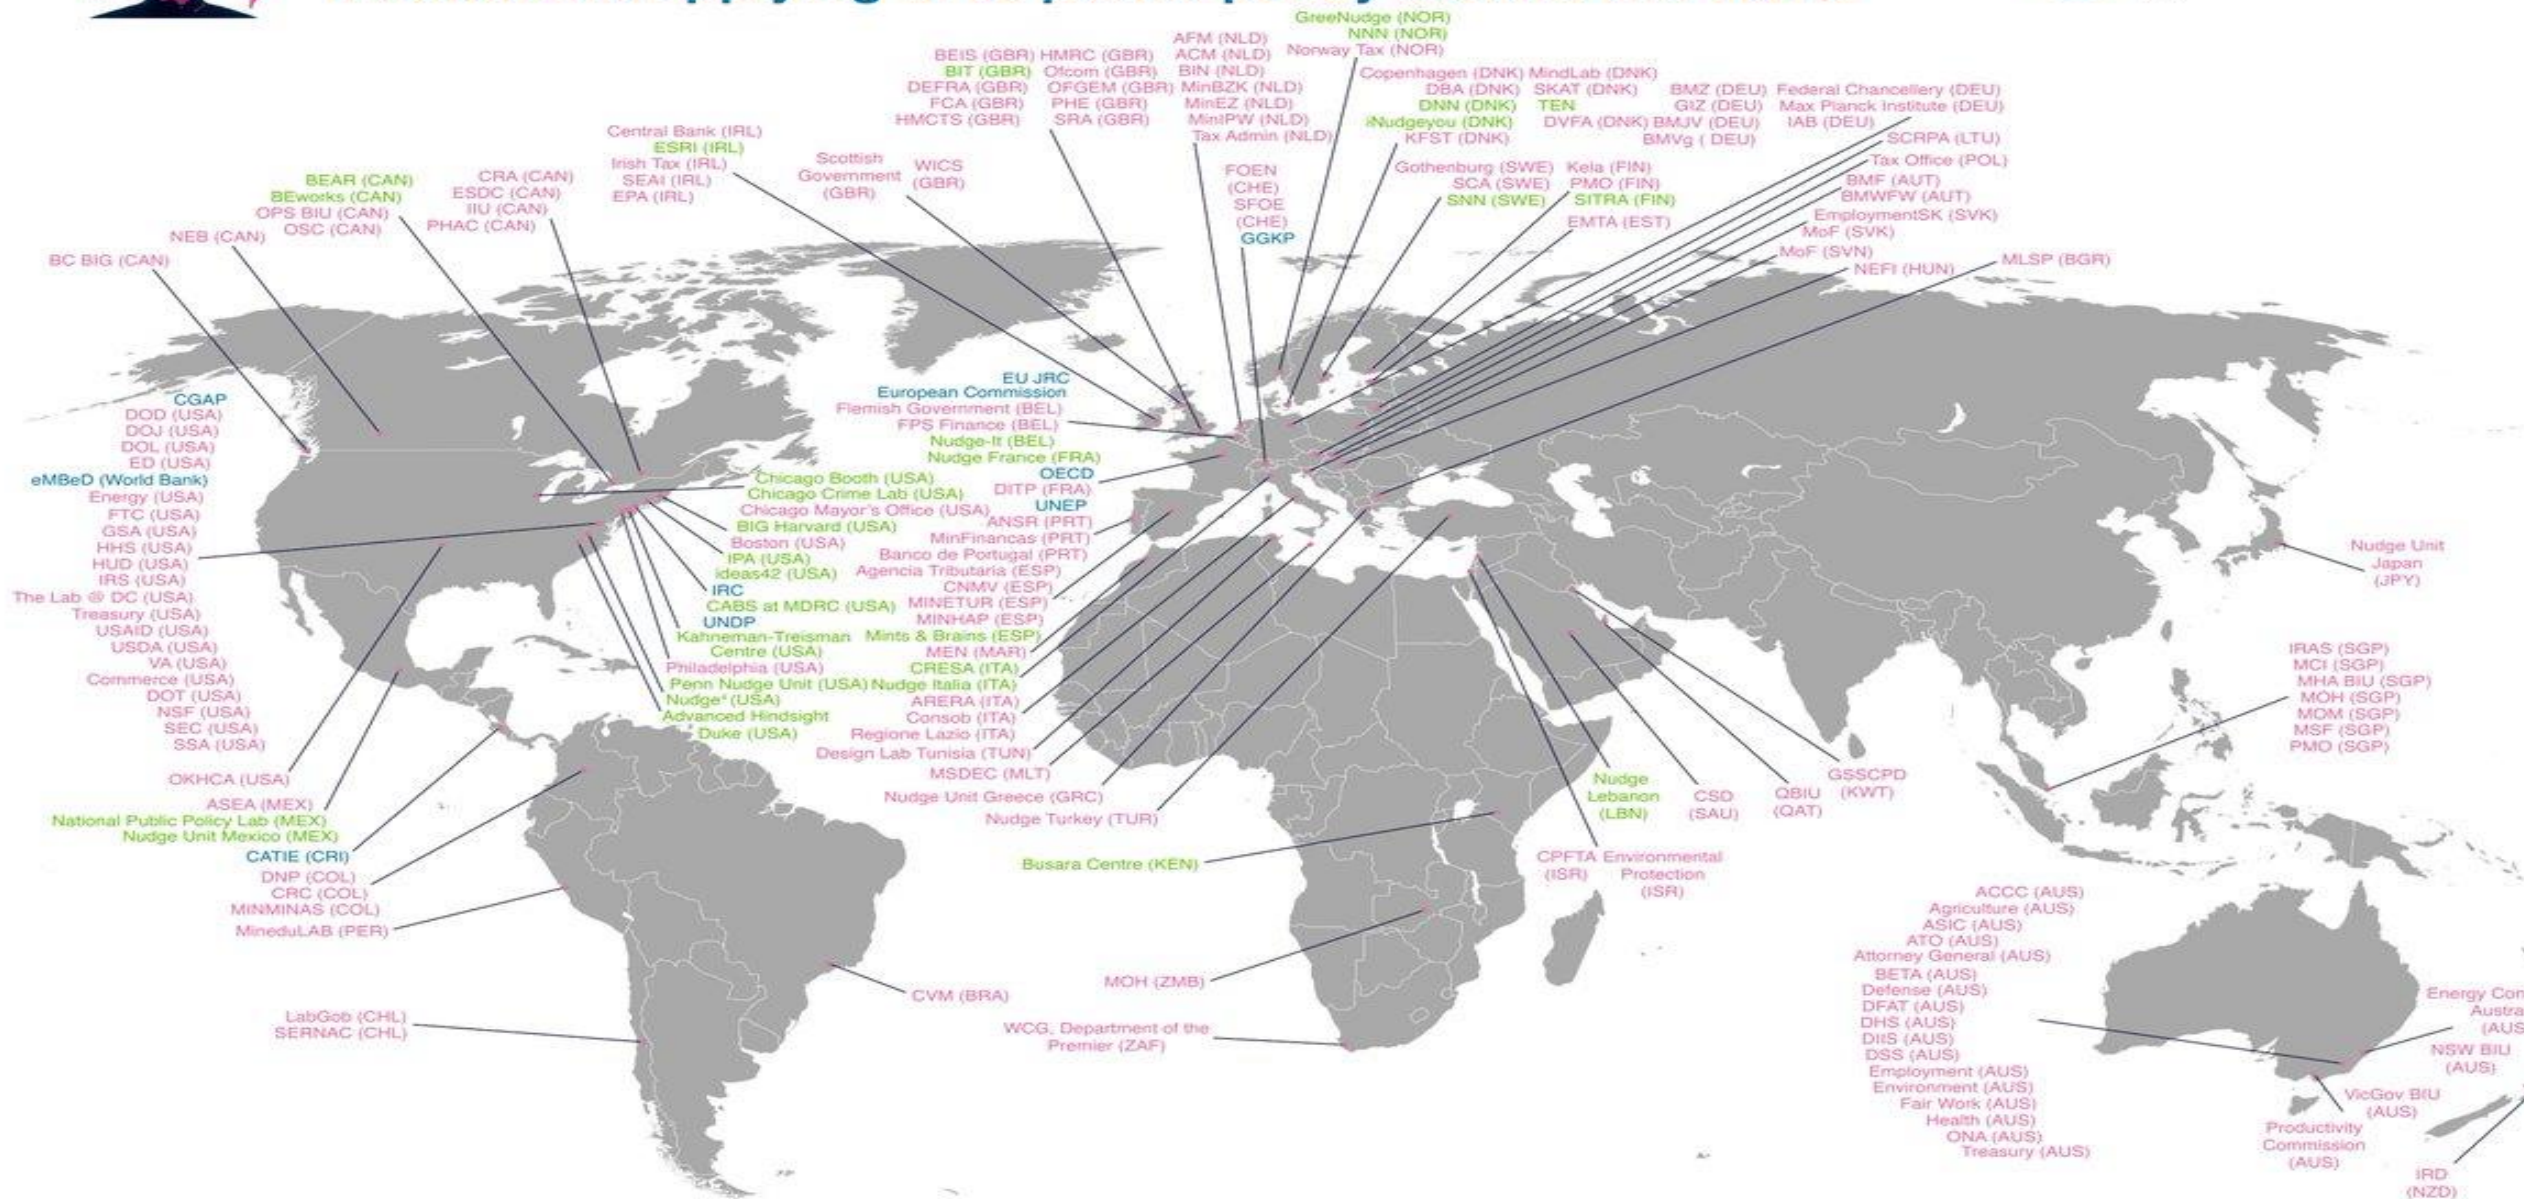 GreeNudge (NOR)
NNN (NOR)
Norway Tax (NOR)
AFM (NLD)
ACM (NLD)
BIN (NLD)
MinBZK (NLD)
MinEZ (NLD)
MinIPW (NLD)
Tax Admin (NLD)
BEIS (GBR) HMRC (GBR)
BIT (GBR) Ofcom (GBR)
DEFRA (GBR) OFGEM (GBR)
FCA (GBR) PHE (GBR)
HMCTS (GBR) SRA (GBR)
Copenhagen (DNK) MindLab (DNK)
DBA (DNK) SKAT (DNK)
DNN (DNK) TEN
iNudgeyou (DNK) DVFA (DNK)
KFST (DNK)
BMZ (DEU) Federal Chancellery (DEU)
GIZ (DEU) Max Planck Institute (DEU)
BMJV (DEU) IAB (DEU)
BMVg ( DEU)
SCRPA (LTU)
Tax Office (POL)
BMF (AUT)
BMWFW (AUT)
EmploymentSK (SVK)
MoF (SVK)
MoF (SVN)
NEFI (HUN)
MLSP (BGR)
Central Bank (IRL)
ESRI (IRL)
Irish Tax (IRL)
SEAI (IRL)
EPA (IRL)
Scottish
Government
(GBR)
WICS
(GBR)
FOEN
(CHE)
SFOE
(CHE)
GGKP
Gothenburg (SWE)
SCA (SWE)
SNN (SWE)
Kela (FIN)
PMO (FIN)
SITRA (FIN)
EMTA (EST)
BEAR (CAN)
BEworks (CAN)
OPS BIU (CAN)
OSC (CAN)
CRA (CAN)
ESDC (CAN)
IIU (CAN)
PHAC (CAN)
NEB (CAN)
BC BIG (CAN)
CGAP
DOD (USA)
DOJ (USA)
DOL (USA)
ED (USA)
eMBeD (World Bank)
Energy (USA)
FTC (USA)
GSA (USA)
HHS (USA)
HUD (USA)
IRS (USA)
The Lab @ DC (USA)
Treasury (USA)
USAID (USA)
USDA (USA)
VA (USA)
Commerce (USA)
DOT (USA)
NSF (USA)
SEC (USA)
SSA (USA)
OKHCA (USA)
ASEA (MEX)
National Public Policy Lab (MEX)
Nudge Unit Mexico (MEX)
CATIE (CRI)
DNP (COL)
CRC (COL)
MINMINAS (COL)
MineduLAB (PER)
LabGob (CHL)
SERNAC (CHL)
CVM (BRA)
Chicago Booth (USA)
Chicago Crime Lab (USA)
Chicago Mayor's Office (USA)
BIG Harvard (USA)
Boston (USA)
IPA (USA)
ideas42 (USA)
IRC
CABS at MDRC (USA)
UNDP
Kahneman-Treisman
Centre (USA)
Philadelphia (USA)
Penn Nudge Unit (USA)
Nudge⁴ (USA)
Advanced Hindsight
Duke (USA)
EU JRC
European Commission
Flemish Government (BEL)
FPS Finance (BEL)
Nudge-It (BEL)
Nudge France (FRA)
OECD
DITP (FRA)
UNEP
ANSR (PRT)
MinFinancas (PRT)
Banco de Portugal (PRT)
Agencia Tributaria (ESP)
CNMV (ESP)
MINETUR (ESP)
MINHAP (ESP)
Mints & Brains (ESP)
MEN (MAR)
CRESA (ITA)
Nudge Italia (ITA)
ARERA (ITA)
Consob (ITA)
Regione Lazio (ITA)
Design Lab Tunisia (TUN)
MSDEC (MLT)
Nudge Unit Greece (GRC)
Nudge Turkey (TUR)
Busara Centre (KEN)
MOH (ZMB)
WCG, Department of the
Premier (ZAF)
Nudge
Lebanon
(LBN)
CSD
(SAU)
QBIU
(QAT)
GSSCPD
(KWT)
CPFTA
(ISR)
Environmental
Protection
(ISR)
Nudge Unit
Japan
(JPY)
IRAS (SGP)
MCI (SGP)
MHA BIU (SGP)
MOH (SGP)
MOM (SGP)
MSF (SGP)
PMO (SGP)
ACCC (AUS)
Agriculture (AUS)
ASIC (AUS)
ATO (AUS)
Attorney General (AUS)
BETA (AUS)
Defense (AUS)
DFAT (AUS)
DHS (AUS)
DIIS (AUS)
DSS (AUS)
Employment (AUS)
Environment (AUS)
Fair Work (AUS)
Health (AUS)
ONA (AUS)
Treasury (AUS)
Energy Con
Austra
(AUS
NSW BIU
(AUS)
VicGov BIU
(AUS)
Productivity
Commission
(AUS)
IRD
(NZD)